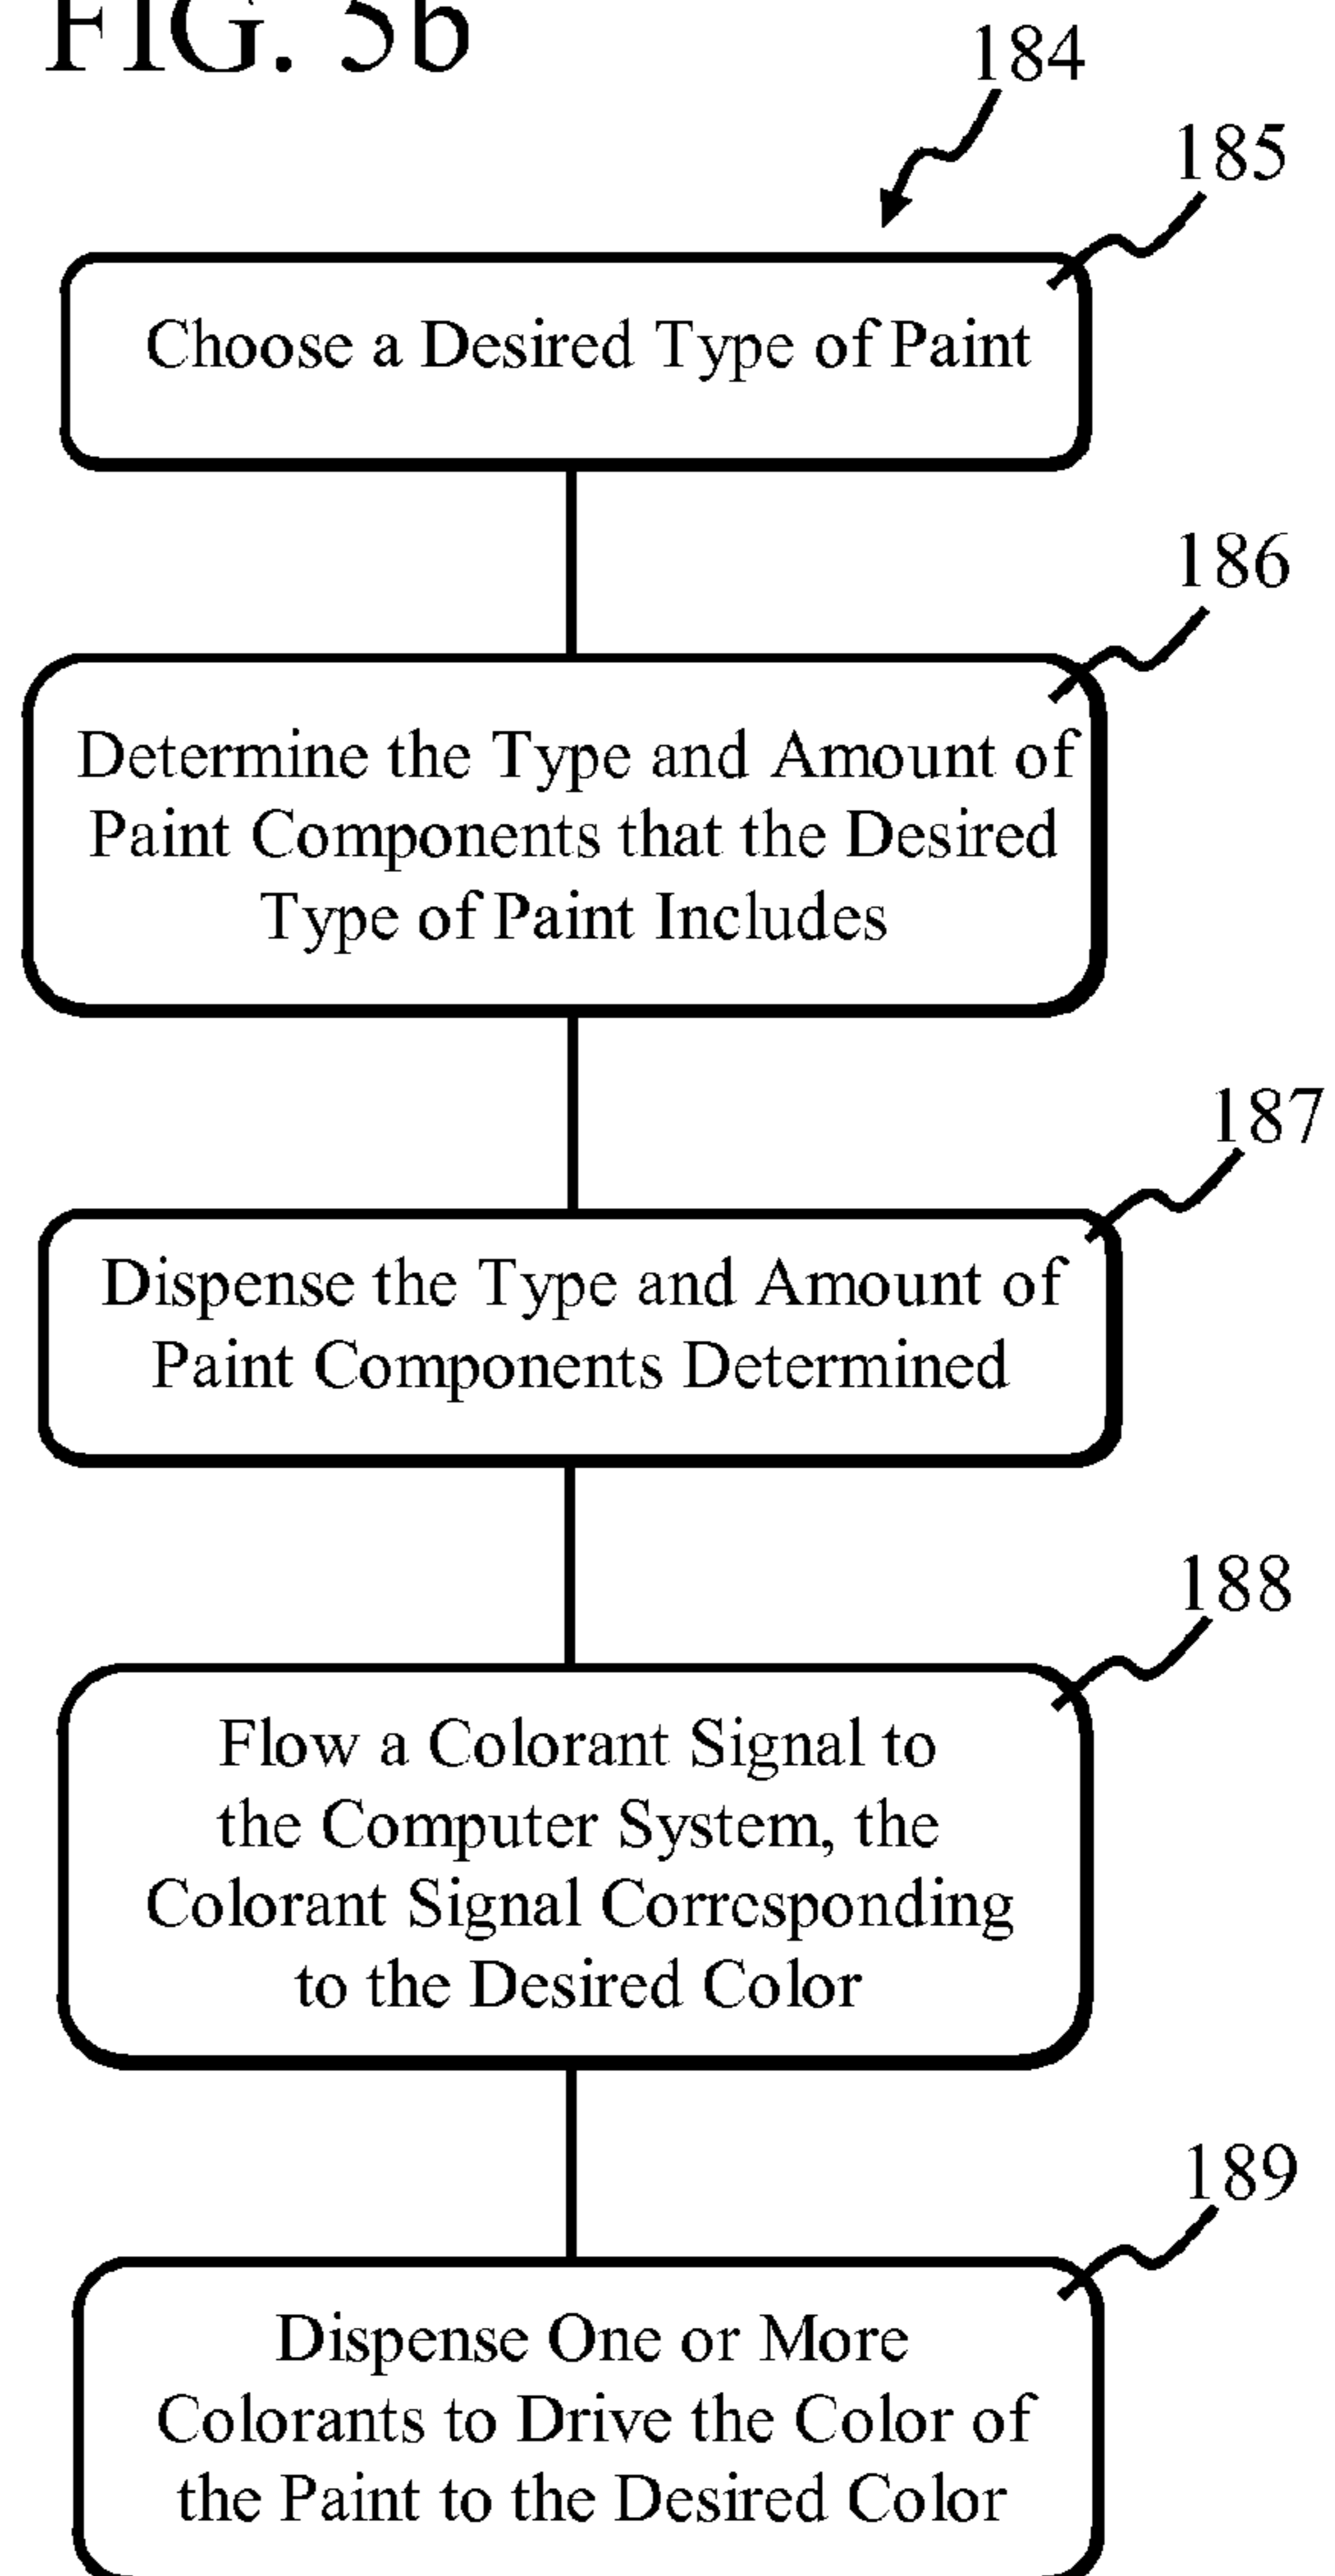 FIG. 5b
184
185
Choose a Desired Type of Paint
186
Determine the Type and Amount of
Paint Components that the Desired
Type of Paint Includes
187
Dispense the Type and Amount of
Paint Components Determined
188
Flow a Colorant Signal to
the Computer System, the
Colorant Signal Corresponding
to the Desired Color
189
Dispense One or More
Colorants to Drive the Color of
the Paint to the Desired Color